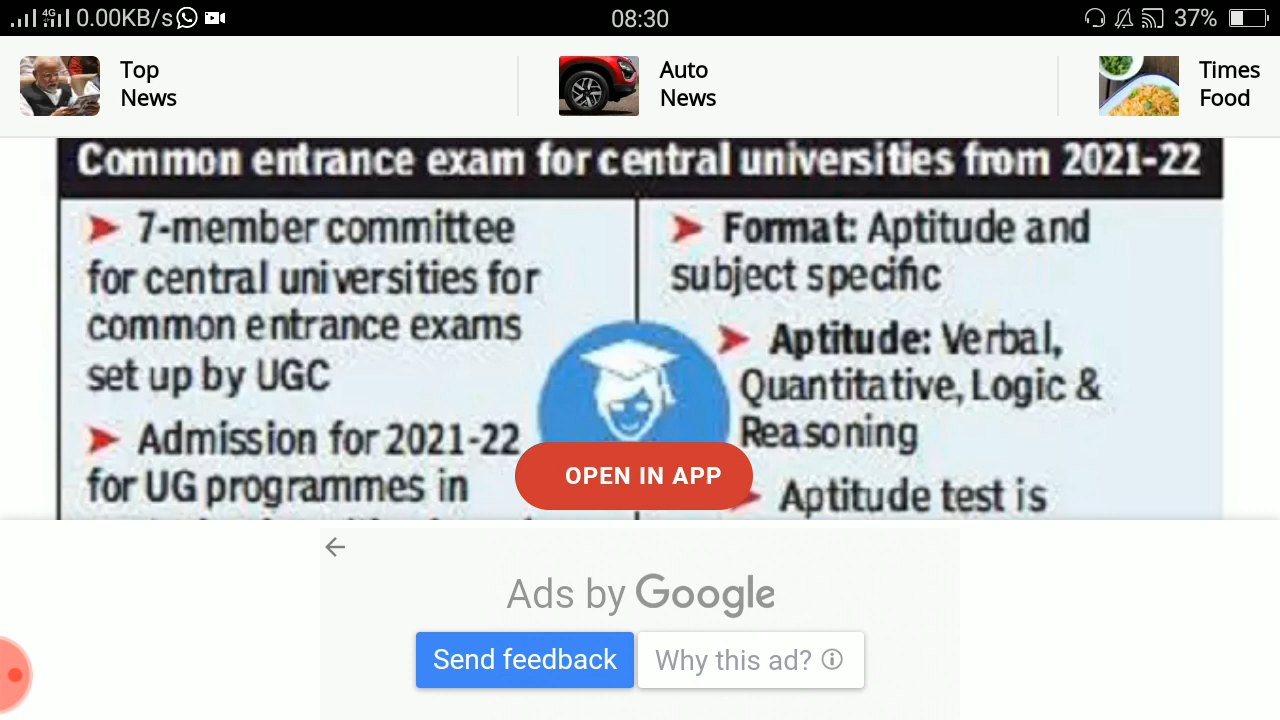 4G 0.00KB/s 08:30 37%
Top
News
Auto
News
Times
Food
Common entrance exam for central universities from 2021-22
➤ 7-member committee
for central universities for
common entrance exams
set up by UGC
➤ Admission for 2021-22
for UG programmes in
➤ Format: Aptitude and
subject specific
➤ Aptitude: Verbal,
Quantitative, Logic &
Reasoning
➤ Aptitude test is
OPEN IN APP
Ads by Google
Send feedback
Why this ad?